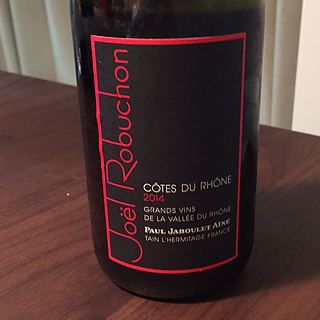 Joël Robuchon
CÔTES DU RHÔNE
2014
GRANDS VINS
DE LA VALLÉE DU RHÔNE
PAUL JABOULET AÎNÉ
TAIN L'HERMITAGE FRANCE